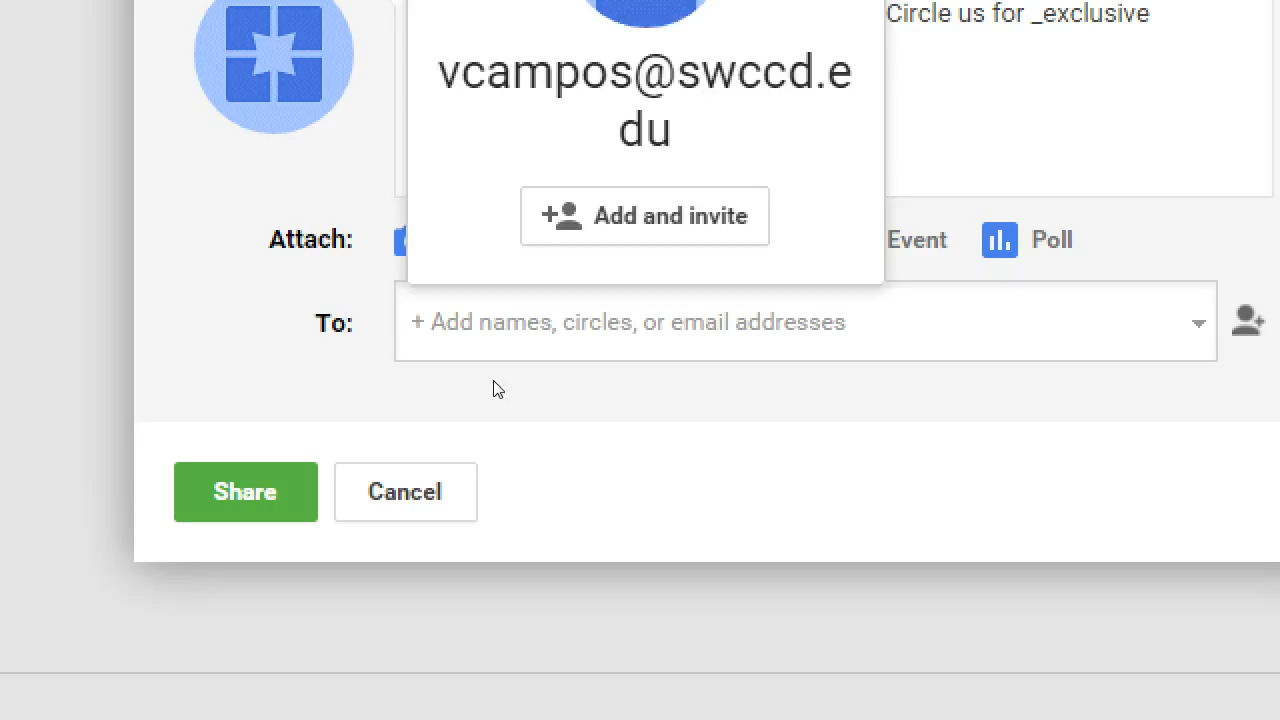 Circle us for _exclusive
vcampos@swccd.e
du
Add and invite
Attach:
Event
Poll
To:
+ Add names, circles, or email addresses
Share
Cancel